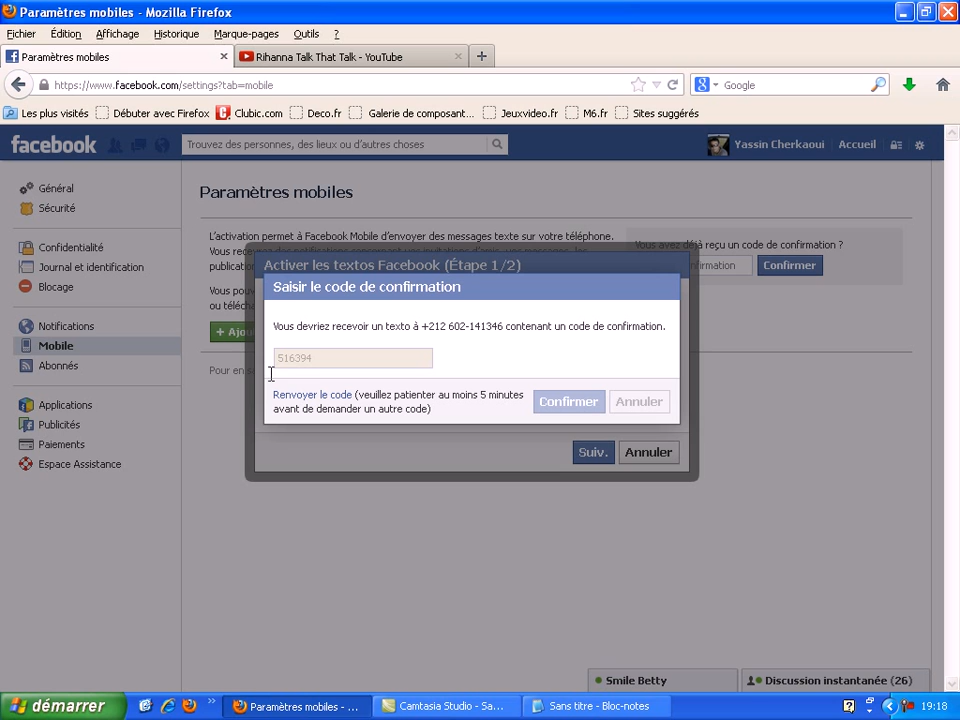 Paramètres mobiles - Mozilla Firefox
Fichier Édition Affichage Historique Marque-pages Outils ?
Paramètres mobiles
Rihanna Talk That Talk - YouTube
https://www.facebook.com/settings?tab=mobile
Google
Les plus visités Débuter avec Firefox Clubic.com Deco.fr Galerie de composant... Jeuxvideo.fr M6.fr Sites suggérés
facebook
Trouvez des personnes, des lieux ou d'autres choses
Yassin Cherkaoui Accueil
Général
Sécurité
Confidentialité
Journal et identification
Blocage
Notifications
Mobile
Abonnés
Applications
Publicités
Paiements
Espace Assistance
Paramètres mobiles
L'activation permet à Facebook Mobile d'envoyer des messages texte sur votre téléphone.
Vous avez déjà reçu un code de confirmation ?
Confirmer
Activer les textos Facebook (Étape 1/2)
Saisir le code de confirmation
Vous devriez recevoir un texto à +212 602-141346 contenant un code de confirmation.
516394
Renvoyer le code (veuillez patienter au moins 5 minutes
avant de demander un autre code)
Confirmer Annuler
Suiv. Annuler
Smile Betty
Discussion instantanée (26)
démarrer
Paramètres mobiles - ...
Camtasia Studio - Sa...
Sans titre - Bloc-notes
19:18